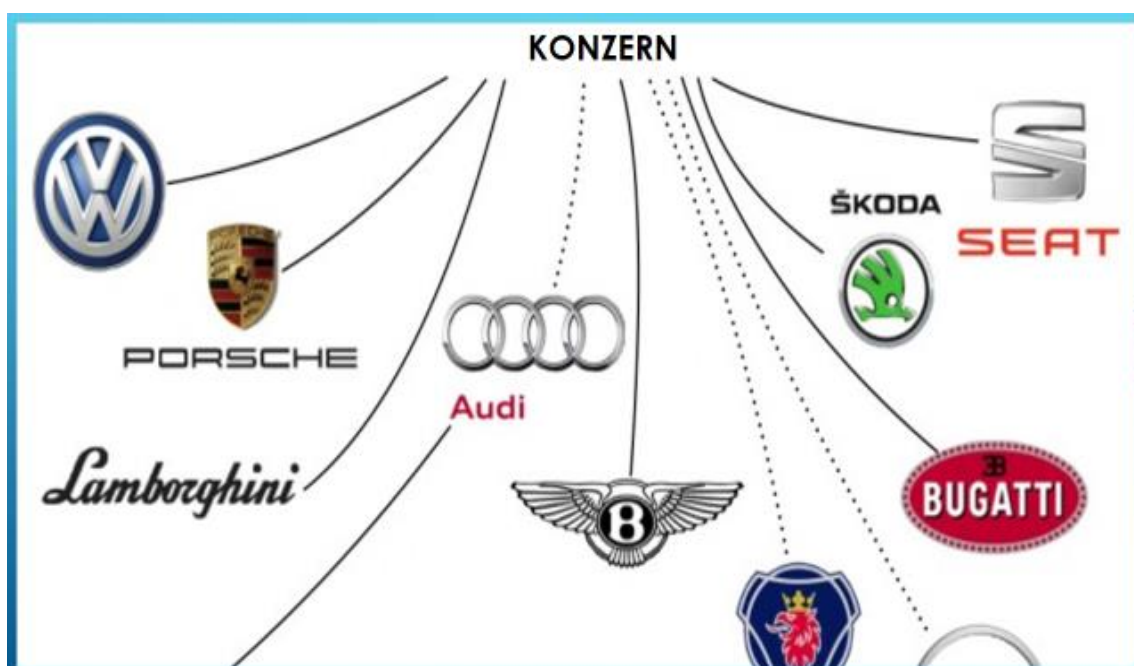 KONZERN
ŠKODA
SEAT
PORSCHE
Audi
Lamborghini
B
BUGATTI